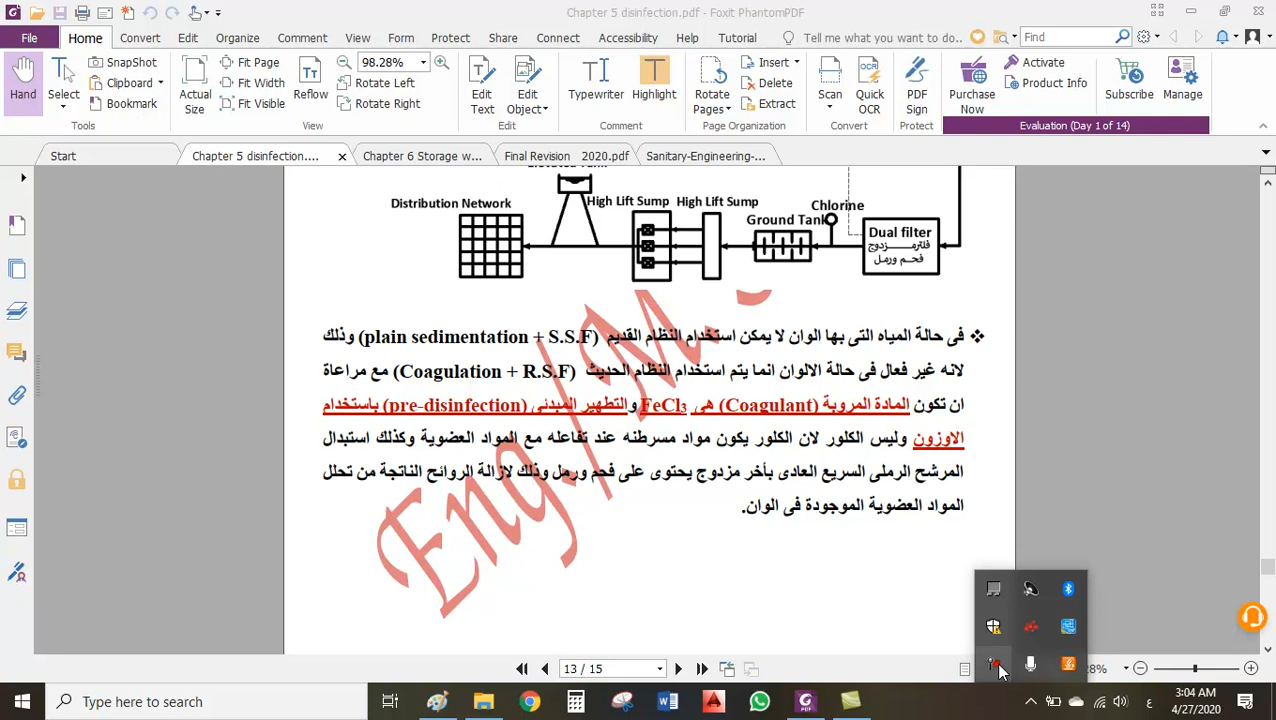 Chapter 5 disinfection.pdf - Foxit PhantomPDF
File Home Convert Edit Organize Comment View Form Protect Share Connect Accessibility Help Tutorial Tell me what you want to do.. Find
Hand Select SnapShot Clipboard Bookmark
Actual Size Fit Page Fit Width Fit Visible Reflow 98.28% Rotate Left Rotate Right
Edit Text Edit Object Typewriter Highlight Rotate Pages Insert Delete Extract
Scan Quick OCR PDF Sign Purchase Now Activate Product Info Subscribe Manage
Tools View Edit Comment Page Organization Convert Protect Evaluation (Day 1 of 14)
Start Chapter 5 disinfection.... Chapter 6 Storage w... Final Revision 2020.pdf Sanitary-Engineering-...
Distribution Network
High Lift Sump
High Lift Sump
Ground Tank
Chlorine
Dual filter
فلترمـــزدوج
فحم ورمل
❖ فى حالة المياه التى بها الوان لا يمكن استخدام النظام القديم (plain sedimentation + S.S.F) وذلك
لانه غير فعال فى حالة الالوان انما يتم استخدام النظام الحديث (Coagulation + R.S.F) مع مراعاة
ان تكون المادة المروبة (Coagulant) هى FeCl3 والتطهير المبدئى (pre-disinfection) باستخدام
الاوزون وليس الكلور لان الكلور يكون مواد مسرطنه عند تفاعله مع المواد العضوية وكذلك استبدال
المرشح الرملى السريع العادى بأخر مزدوج يحتوى على فحم ورمل وذلك لازالة الروائح الناتجة من تحلل
المواد العضوية الموجودة فى الوان.
Eng./M.
13 / 15
Type here to search
ع
3:04 AM
4/27/2020